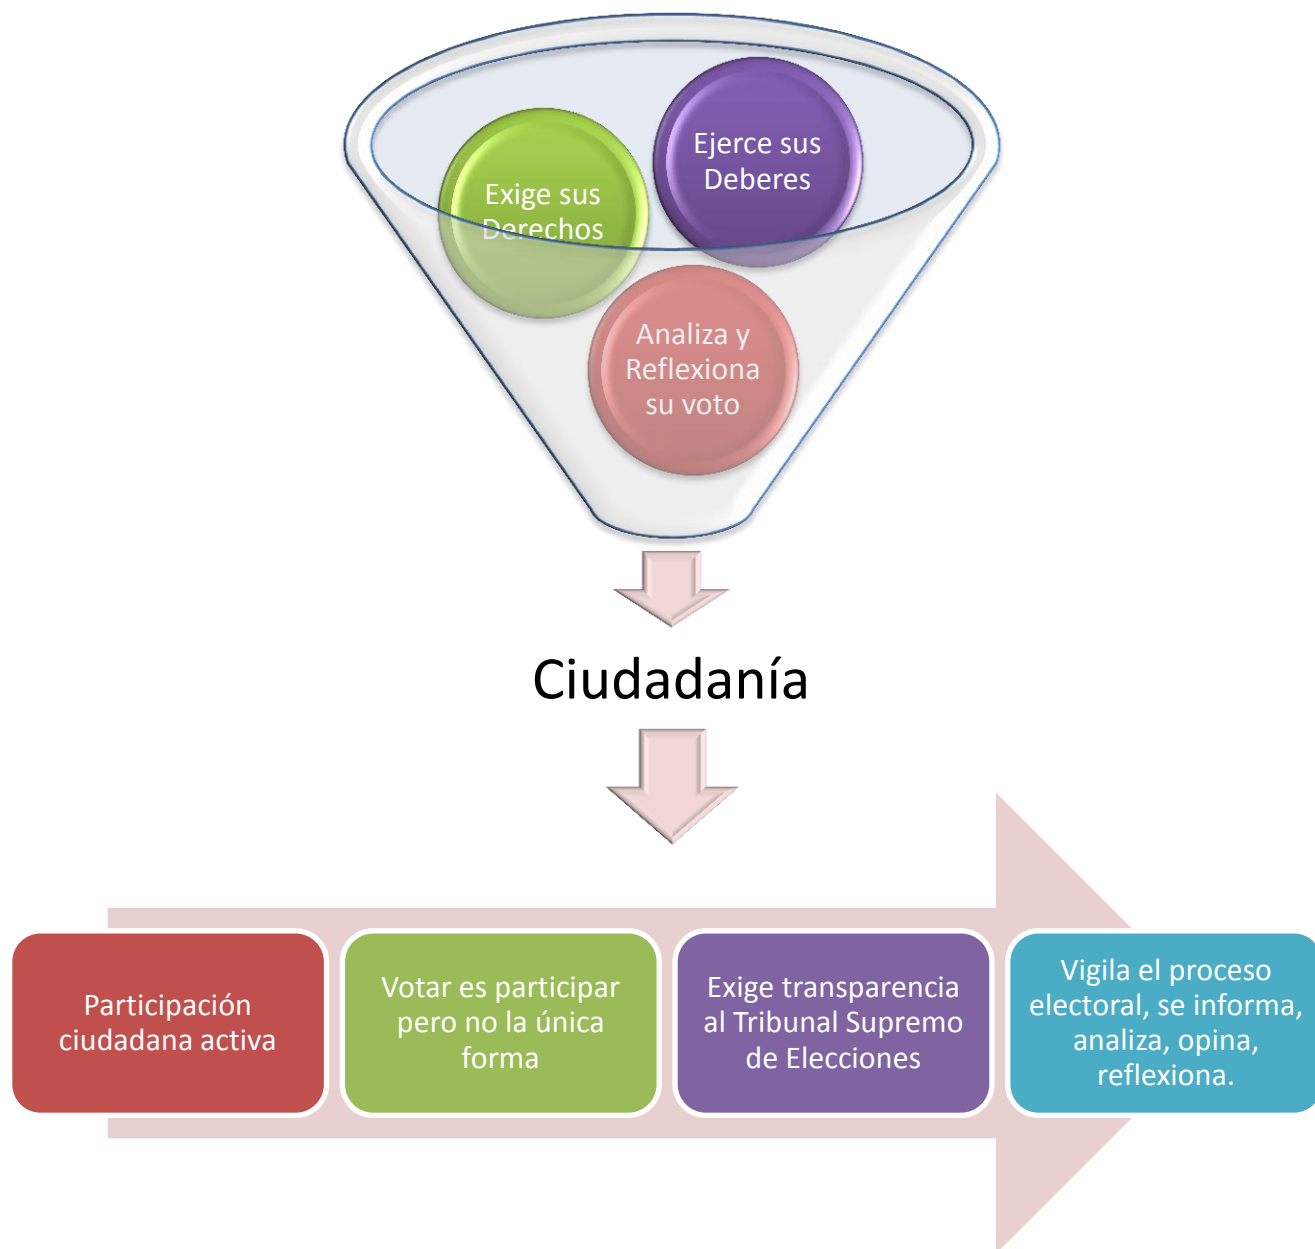 Ejerce sus
Deberes
Exige sus
Derechos
Analiza y
Reflexiona
su voto
Ciudadanía
Participación
ciudadana activa
Votar es participar
pero no la única
forma
Exige transparencia
al Tribunal Supremo
de Elecciones
Vigila el proceso
electoral, se informa,
analiza, opina,
reflexiona.